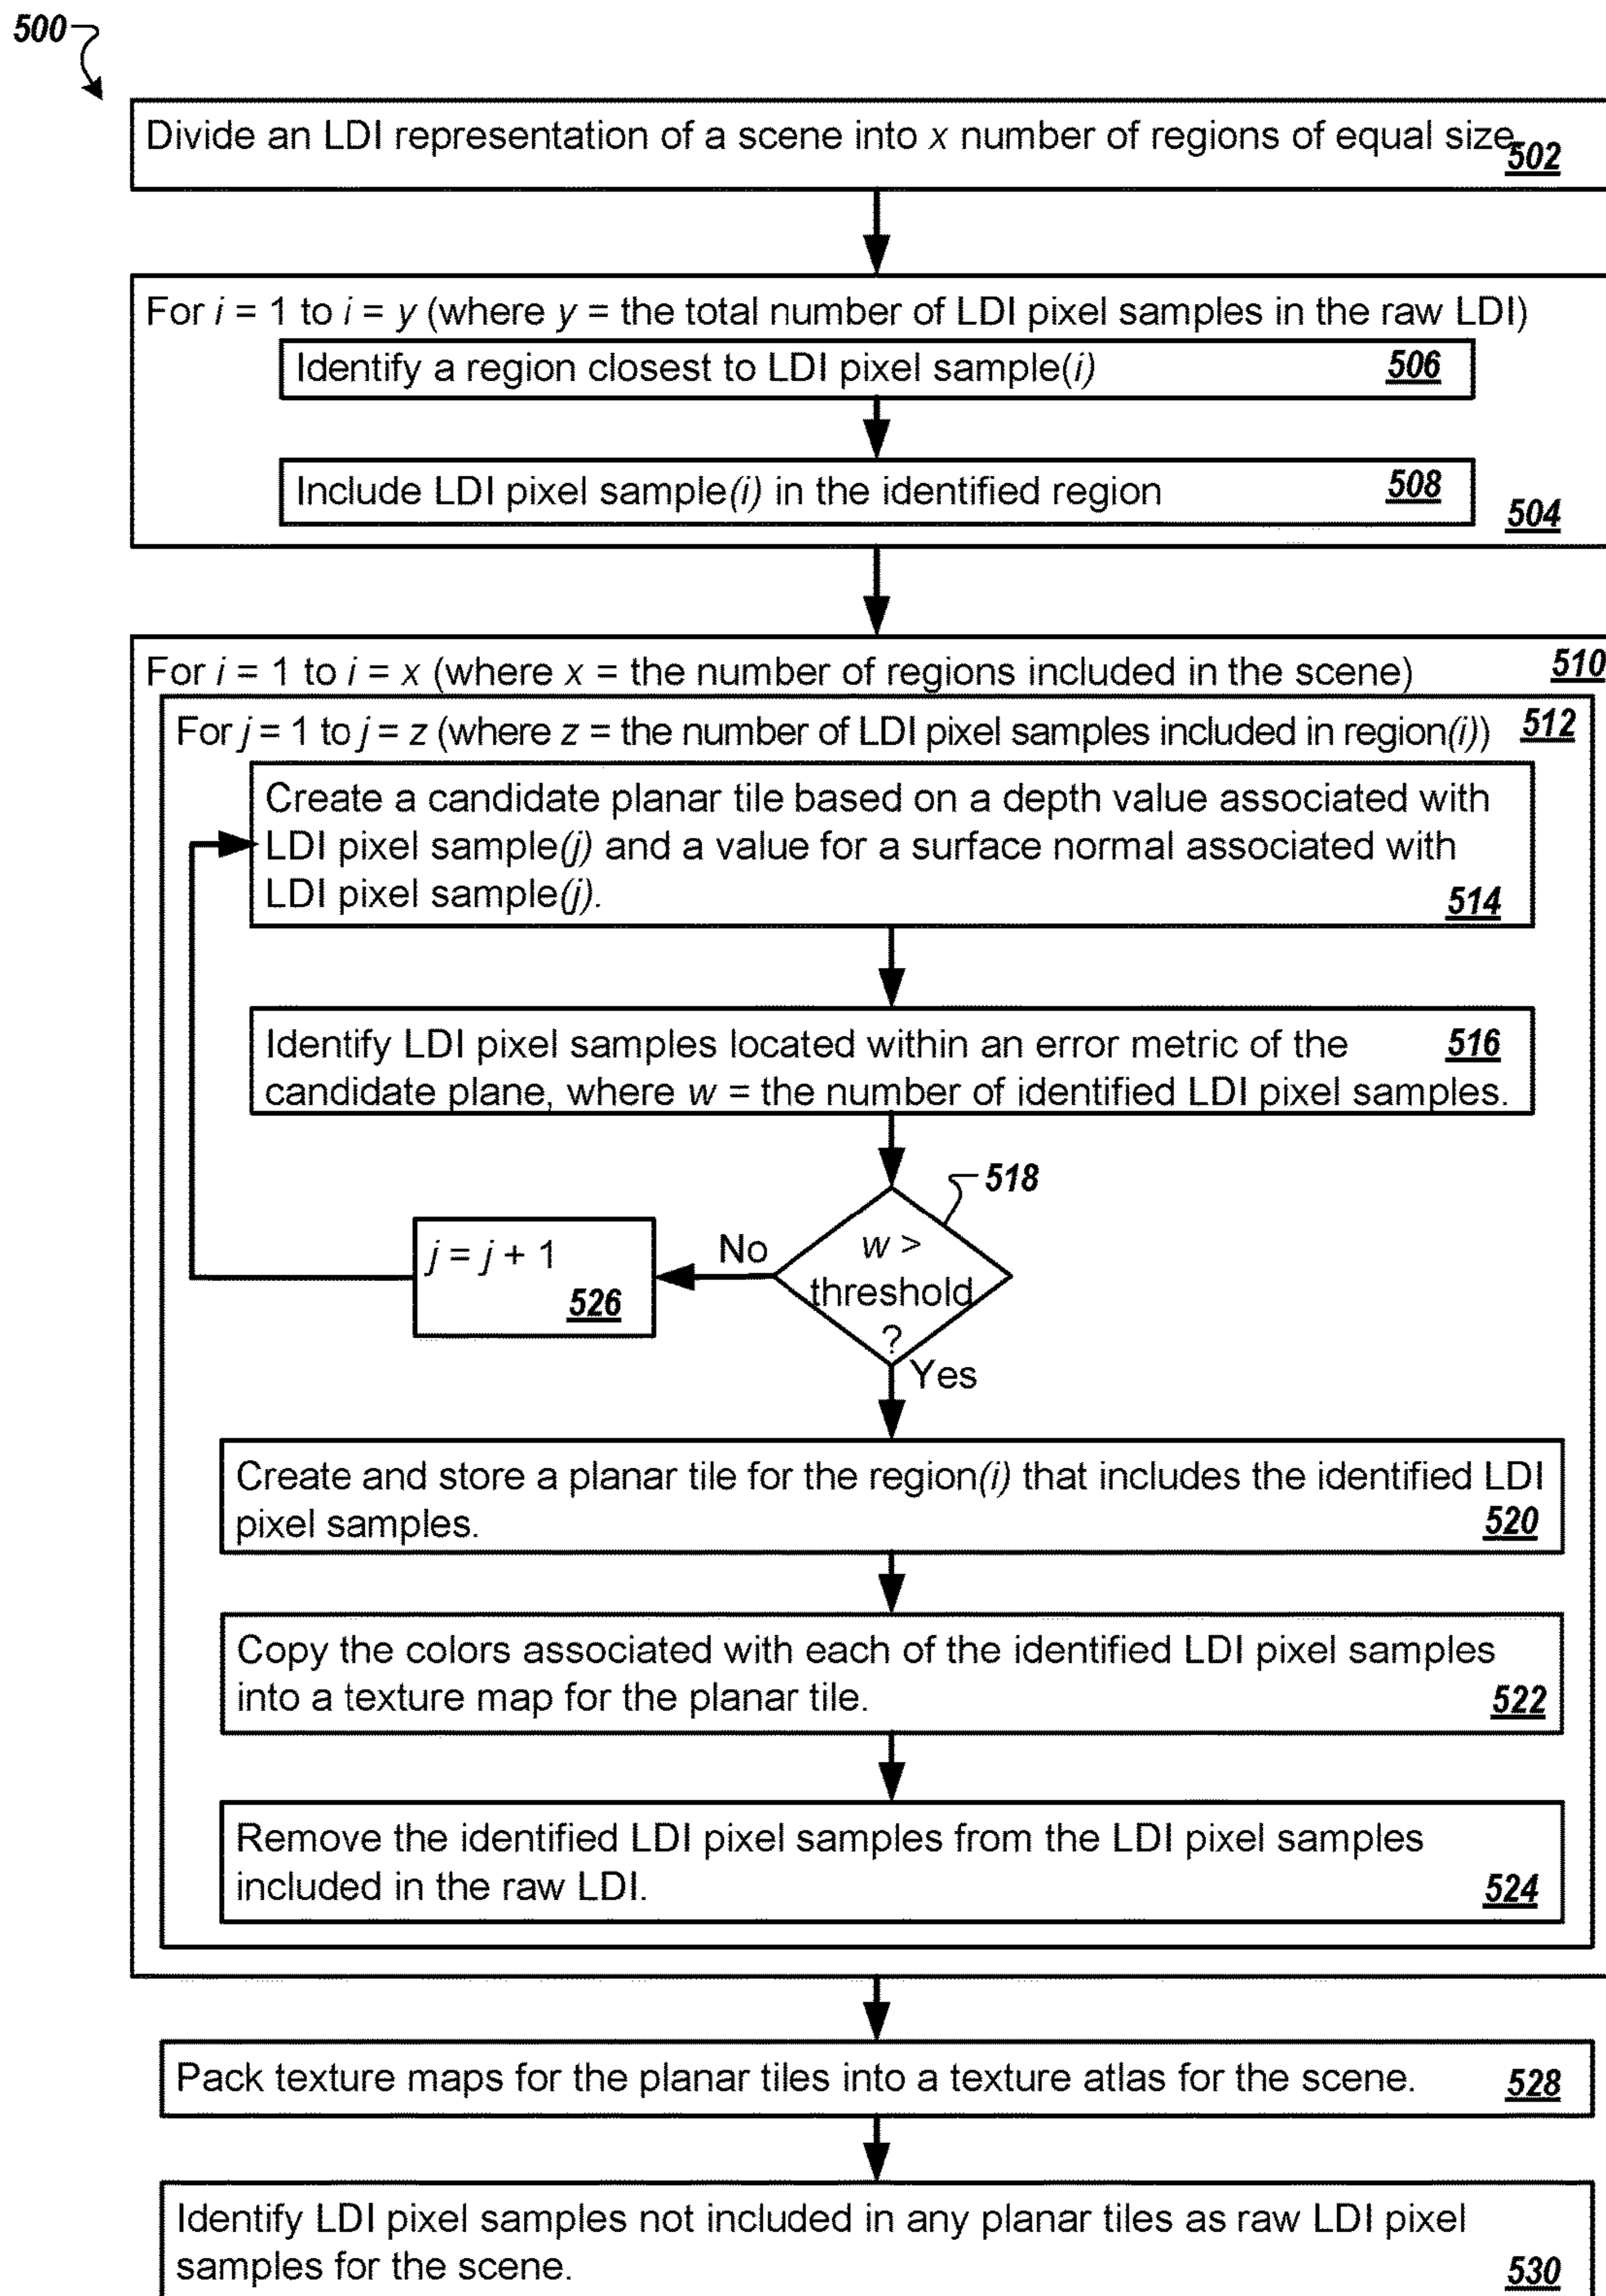 500
Divide an LDI representation of a scene into x number of regions of equal size
502
For i = 1 to i = y (where y = the total number of LDI pixel samples in the raw LDI)
Identify a region closest to LDI pixel sample(i)
506
Include LDI pixel sample(i) in the identified region
508
504
For i = 1 to i = x (where x = the number of regions included in the scene)
510
For j = 1 to j = z (where z = the number of LDI pixel samples included in region(i))
512
Create a candidate planar tile based on a depth value associated with
LDI pixel sample(j) and a value for a surface normal associated with
LDI pixel sample(j).
514
Identify LDI pixel samples located within an error metric of the
516
candidate plane, where w = the number of identified LDI pixel samples.
518
w >
threshold
?
No
j = j + 1
526
Yes
Create and store a planar tile for the region(i) that includes the identified LDI
pixel samples.
520
Copy the colors associated with each of the identified LDI pixel samples
into a texture map for the planar tile.
522
Remove the identified LDI pixel samples from the LDI pixel samples
included in the raw LDI.
524
Pack texture maps for the planar tiles into a texture atlas for the scene.
528
Identify LDI pixel samples not included in any planar tiles as raw LDI pixel
samples for the scene.
530